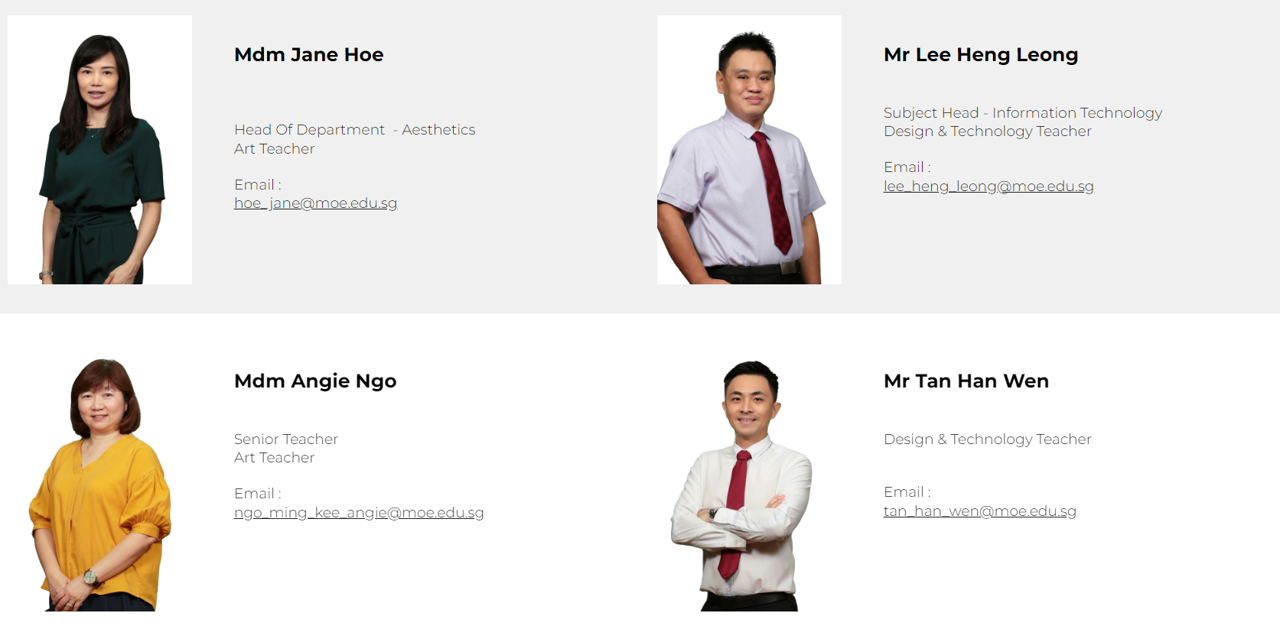 Mdm Jane Hoe
Head Of Department  - Aesthetics
Art Teacher
Email :
hoe_jane@moe.edu.sg
Mr Lee Heng Leong
Subject Head - Information Technology
Design & Technology Teacher
Email :
lee_heng_leong@moe.edu.sg
Mdm Angie Ngo
Senior Teacher
Art Teacher
Email :
ngo_ming_kee_angie@moe.edu.sg
Mr Tan Han Wen
Design & Technology Teacher
Email :
tan_han_wen@moe.edu.sg